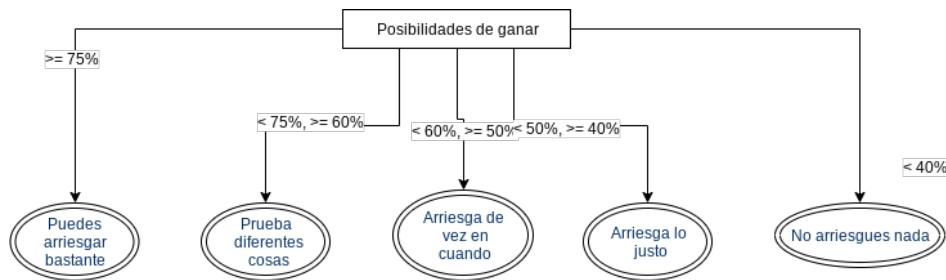 Posibilidades de ganar
>= 75%
< 75%, >= 60%
< 60%, >= 50%
< 50%, >= 40%
< 40%
Puedes
arriesgar
bastante
Prueba
diferentes
cosas
Arriesga de
vez en
cuando
Arriesga lo
justo
No arriesgues nada